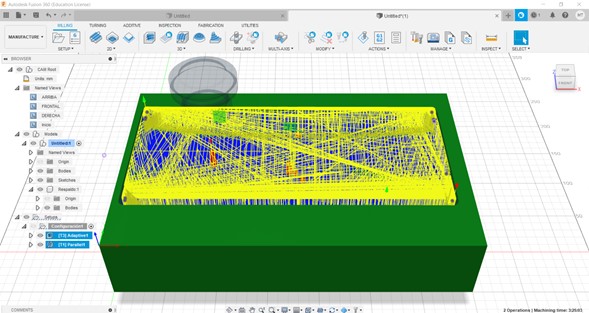 Autodesk Fusion 360 (Education License)
Untitled
Untitled*(1)
MILLING
TURNING
ADDITIVE
INSPECTION
FABRICATION
UTILITIES
MANUFACTURE
SETUP
2D
3D
DRILLING
MULTI-AXIS
MODIFY
ACTIONS
MANAGE
INSPECT
SELECT
BROWSER
CAM Root
Units: mm
Named Views
ARRIBA
FRONTAL
DERECHA
Inicio
Models
Named Views
Origin
Bodies
Sketches
Respaldo:1
Origin
Bodies
Setups
[T3] Adaptive1
[T1] Parallel1
TOP
FRONT
Z
X
COMMENTS
2 Operations | Machining time: 3:25:03